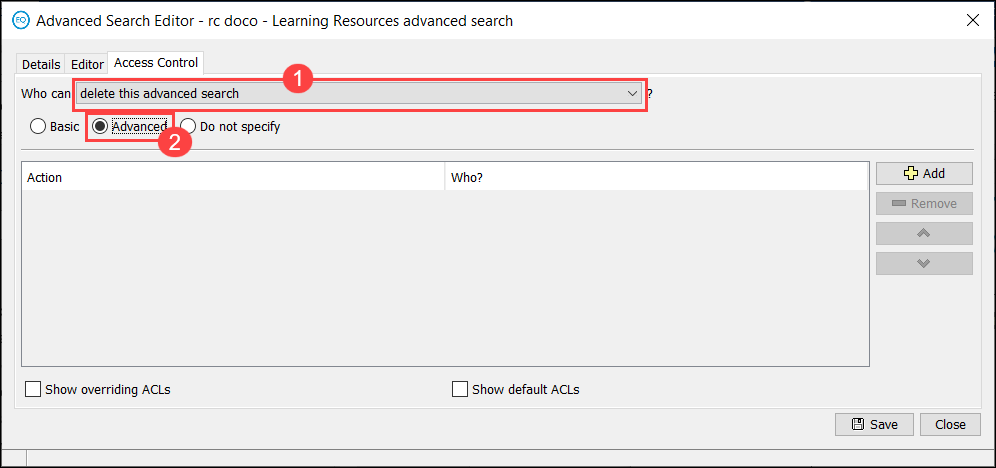 EQ Advanced Search Editor - rc doco - Learning Resources advanced search
Details Editor Access Control
1
Who can delete this advanced search ?
Basic Advanced Do not specify
2
Action Who? Add
Remove
Show overriding ACLs Show default ACLs
Save Close